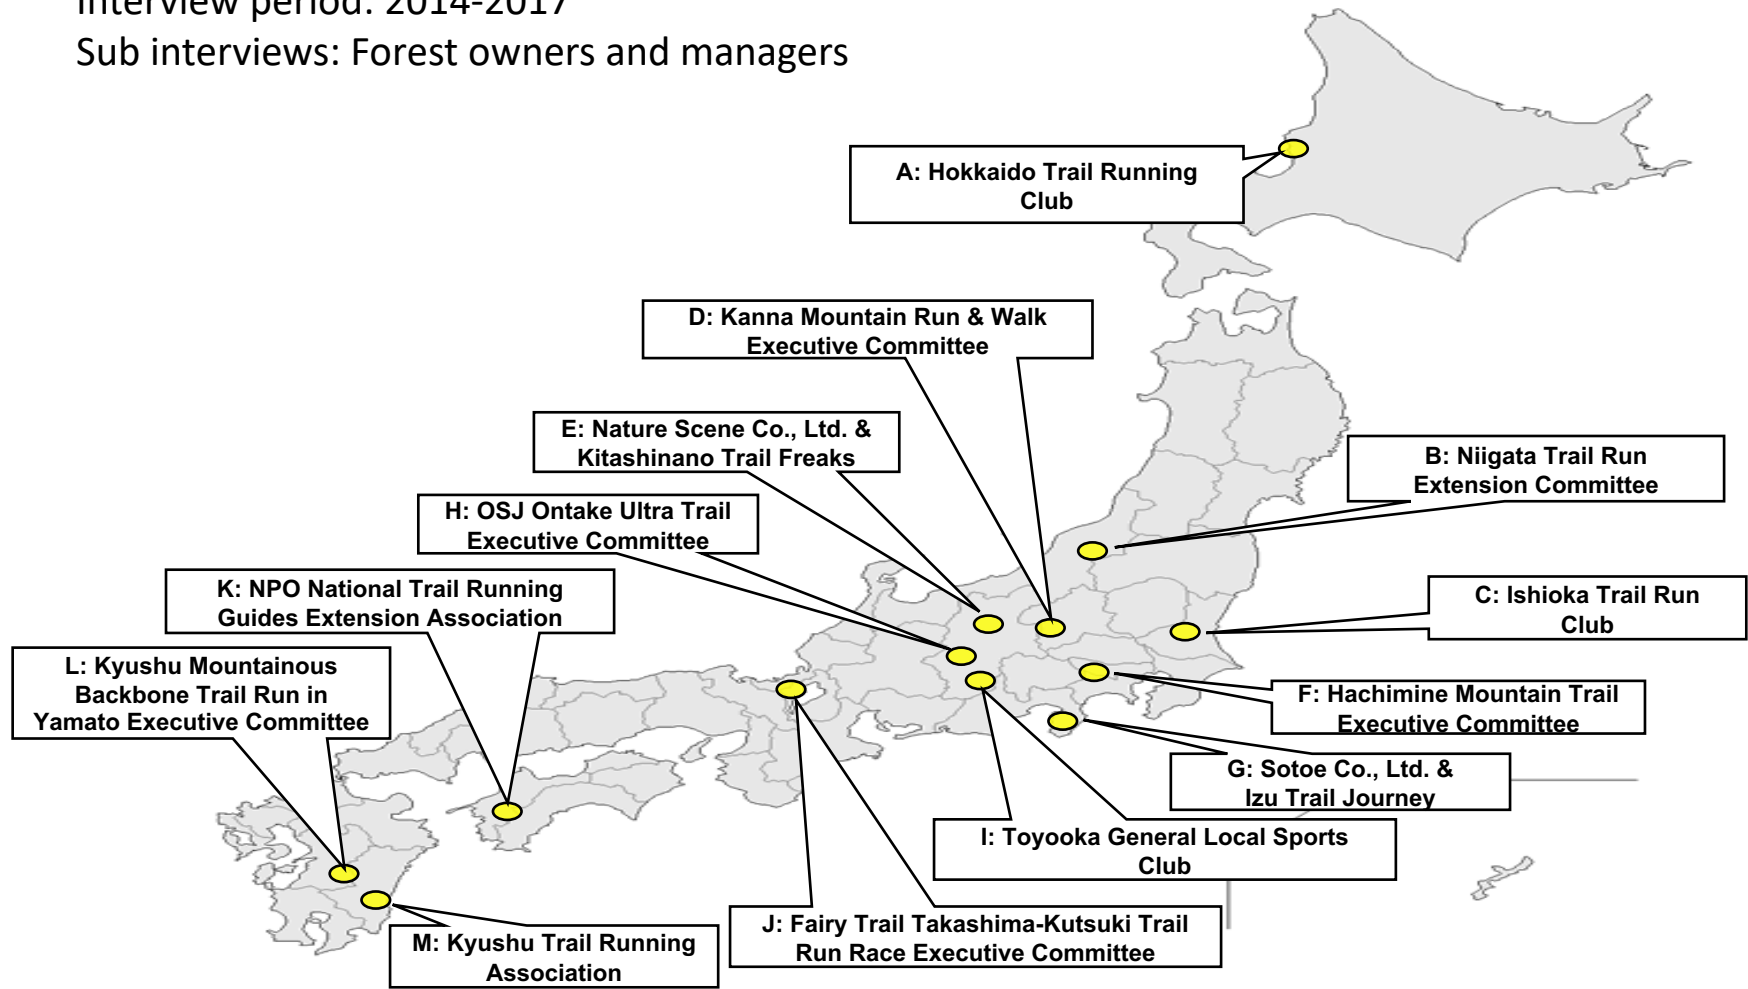 Interview period: 2014-2017
Sub interviews: Forest owners and managers
A: Hokkaido Trail Running
Club
D: Kanna Mountain Run & Walk
Executive Committee
E: Nature Scene Co., Ltd. &
Kitashinano Trail Freaks
B: Niigata Trail Run
Extension Committee
H: OSJ Ontake Ultra Trail
Executive Committee
K: NPO National Trail Running
Guides Extension Association
C: Ishioka Trail Run
Club
L: Kyushu Mountainous
Backbone Trail Run in
Yamato Executive Committee
F: Hachimine Mountain Trail
Executive Committee
G: Sotoe Co., Ltd. &
Izu Trail Journey
I: Toyooka General Local Sports
Club
J: Fairy Trail Takashima-Kutsuki Trail
Run Race Executive Committee
M: Kyushu Trail Running
Association